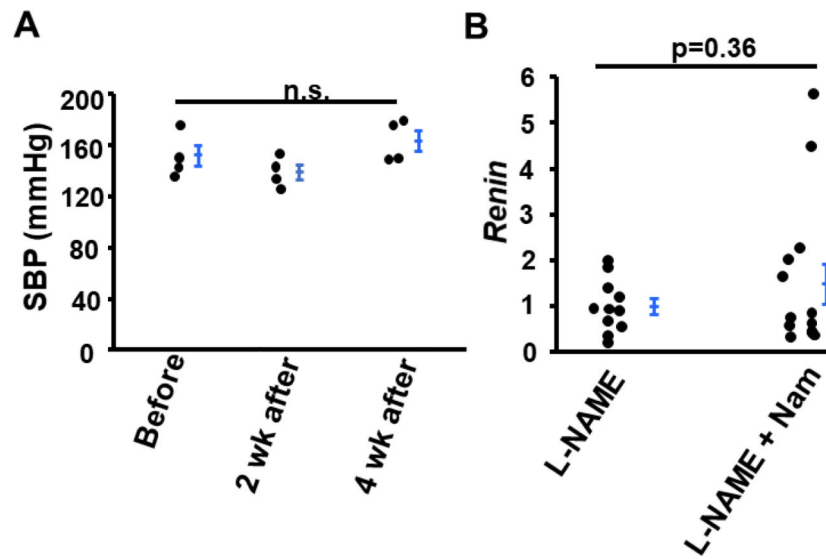 A
n.s.
SBP (mmHg)
200
160
120
80
40
0
Before
2 wk after
4 wk after
B
p=0.36
Renin
6
5
4
3
2
1
0
L-NAME
L-NAME + Nam